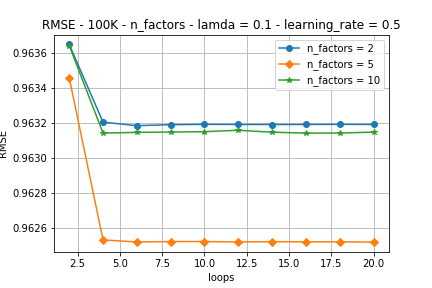 RMSE - 100K - n_factors - lamda = 0.1 - learning_rate = 0.5
n_factors = 2
n_factors = 5
n_factors = 10
0.9636
0.9634
0.9632
0.9630
0.9628
0.9626
RMSE
2.5 5.0 7.5 10.0 12.5 15.0 17.5 20.0
loops